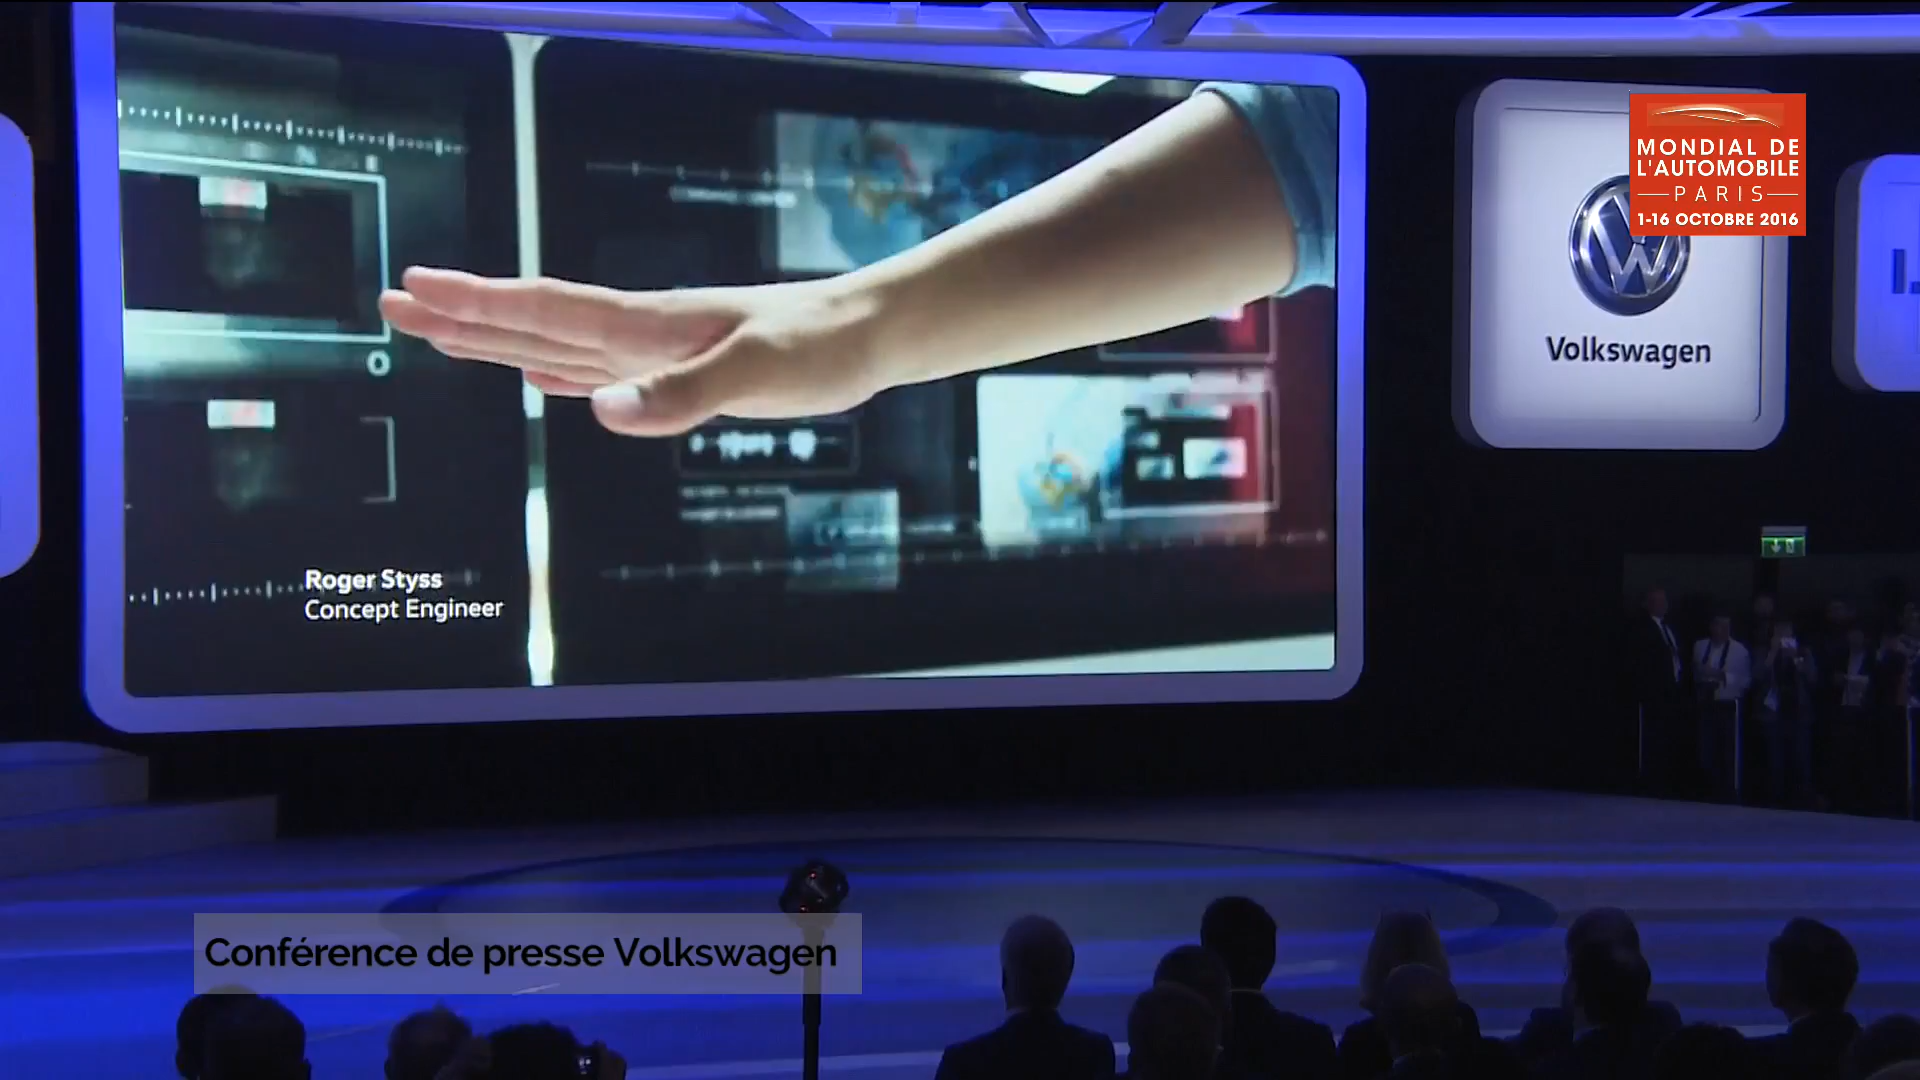 MONDIAL DE
L'AUTOMOBILE
PARIS
1-16 OCTOBRE 2016
Volkswagen
Roger Styss
Concept Engineer
Conférence de presse Volkswagen